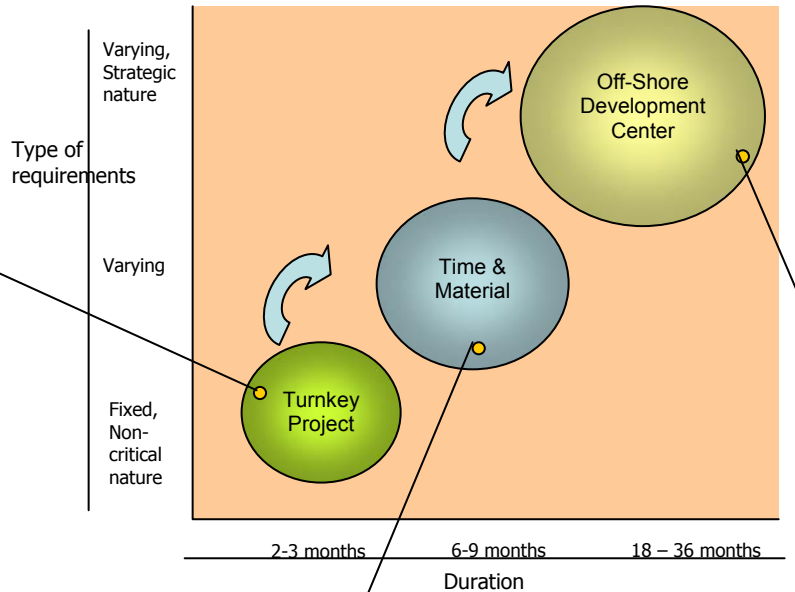 Varying,
Strategic
nature
Off-Shore
Development
Center
Type of
requirements
Varying
Time &
Material
Fixed,
Non-
critical
nature
Turnkey
Project
2-3 months
6-9 months
18 – 36 months
Duration